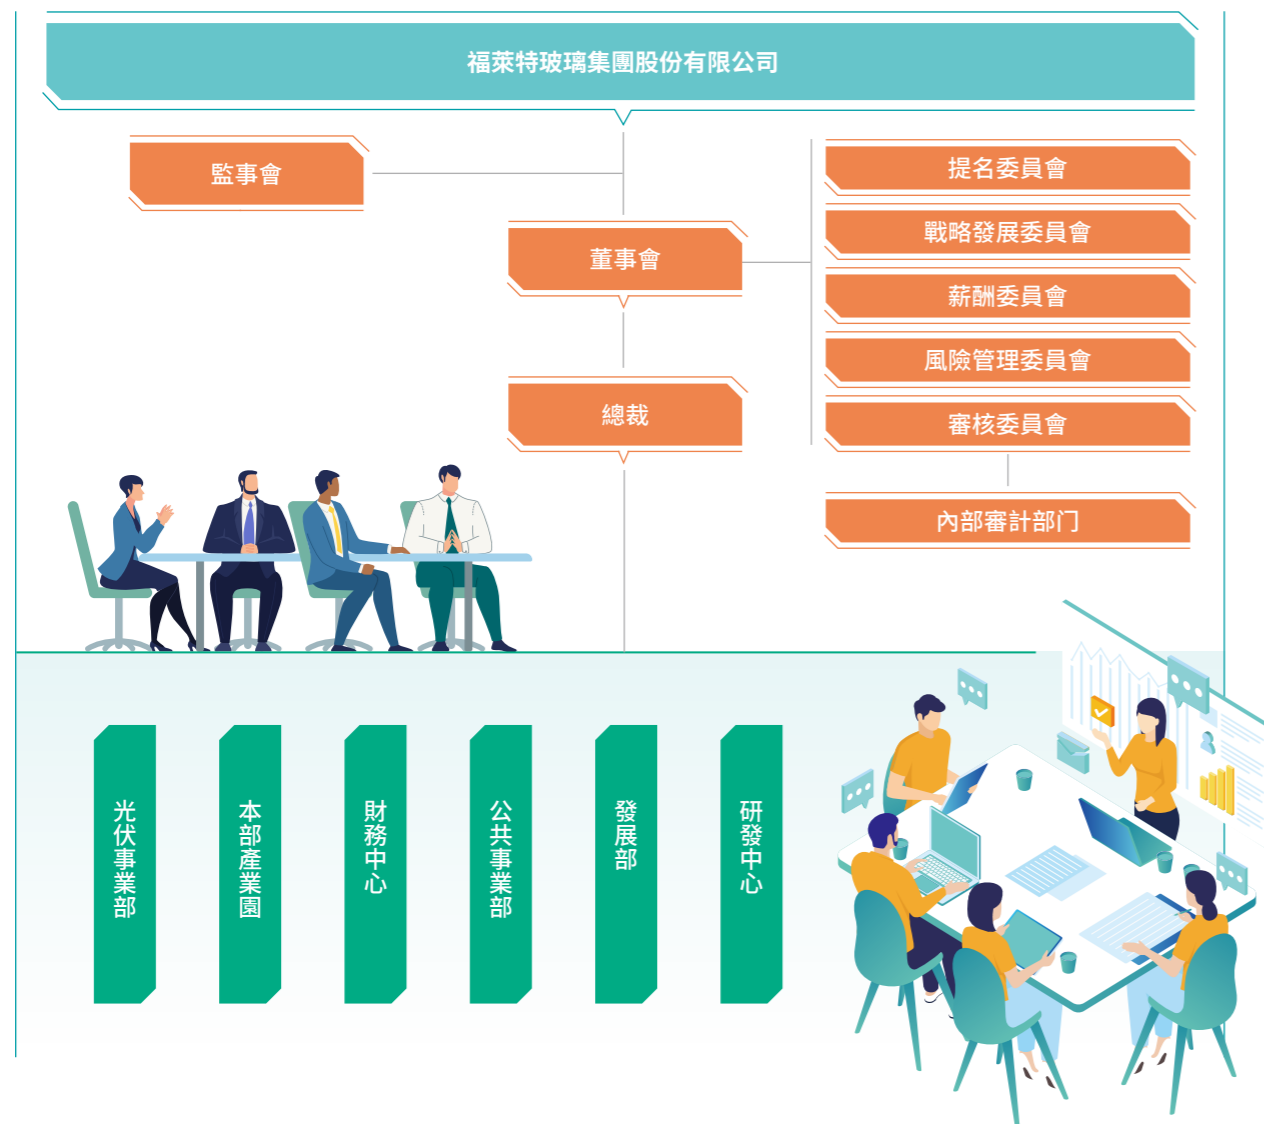 福萊特玻璃集團股份有限公司
監事會
董事會
總裁
提名委員會
戰略發展委員會
薪酬委員會
風險管理委員會
審核委員會
內部審計部门
光伏事業部
本部產業園
財務中心
公共事業部
發展部
研發中心